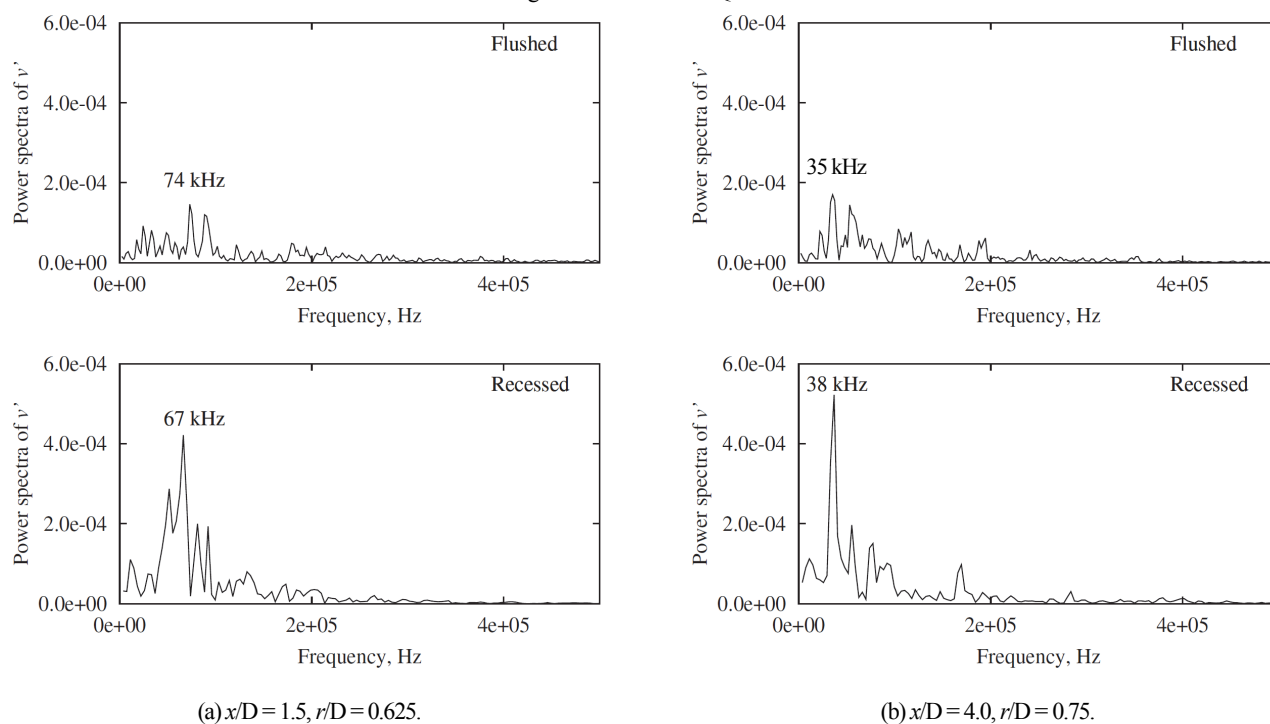 Flushed
Power spectra of v'
6.0e-04
4.0e-04
2.0e-04
0.0e+00
74 kHz
0e+00
2e+05
4e+05
Frequency, Hz
Flushed
Power spectra of v'
6.0e-04
4.0e-04
2.0e-04
0.0e+00
35 kHz
0e+00
2e+05
4e+05
Frequency, Hz
Recessed
Power spectra of v'
6.0e-04
4.0e-04
2.0e-04
0.0e+00
67 kHz
0e+00
2e+05
4e+05
Frequency, Hz
Recessed
Power spectra of v'
6.0e-04
4.0e-04
2.0e-04
0.0e+00
38 kHz
0e+00
2e+05
4e+05
Frequency, Hz
(a) x/D = 1.5, r/D = 0.625.
(b) x/D = 4.0, r/D = 0.75.